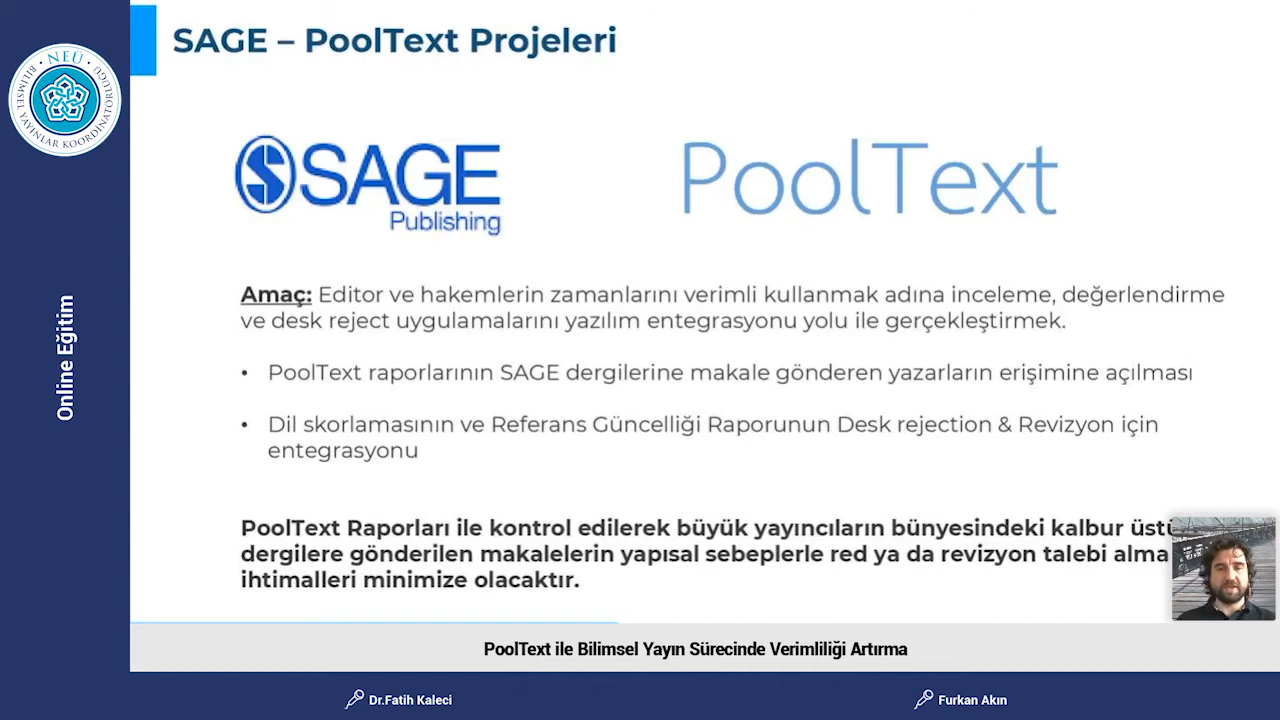 SAGE – PoolText Projeleri
NEÜ
BİLİMSEL YAYINLAR KOORDİNATÖRLÜĞÜ
SAGE
Publishing
PoolText
Amaç: Editor ve hakemlerin zamanlarını verimli kullanmak adına inceleme, değerlendirme
ve desk reject uygulamalarını yazılım entegrasyonu yolu ile gerçekleştirmek.
• PoolText raporlarının SAGE dergilerine makale gönderen yazarların erişimine açılması
• Dil skorlamasının ve Referans Güncelliği Raporunun Desk rejection & Revizyon için
entegrasyonu
PoolText Raporları ile kontrol edilerek büyük yayıncıların bünyesindeki kalbur üstü
dergilere gönderilen makalelerin yapısal sebeplerle red ya da revizyon talebi alma
ihtimalleri minimize olacaktır.
Online Eğitim
PoolText ile Bilimsel Yayın Sürecinde Verimliliği Artırma
Dr.Fatih Kaleci
Furkan Akın